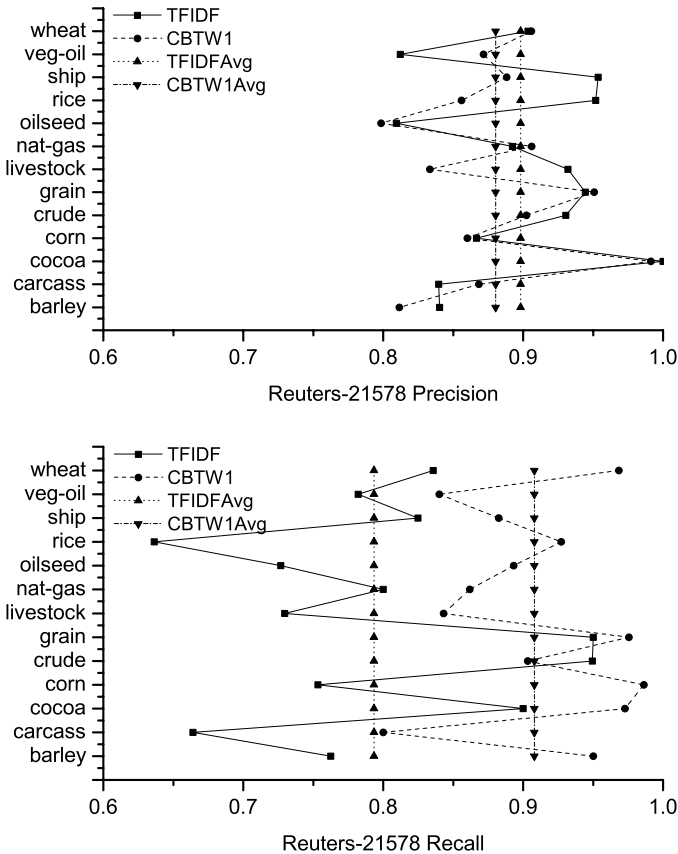 TFIDF
CBTW1
TFIDFAvg
CBTW1Avg
wheat
veg-oil
ship
rice
oilseed
nat-gas
livestock
grain
crude
corn
cocoa
carcass
barley
0.6 0.7 0.8 0.9 1.0
Reuters-21578 Precision
TFIDF
CBTW1
TFIDFAvg
CBTW1Avg
wheat
veg-oil
ship
rice
oilseed
nat-gas
livestock
grain
crude
corn
cocoa
carcass
barley
0.6 0.7 0.8 0.9 1.0
Reuters-21578 Recall